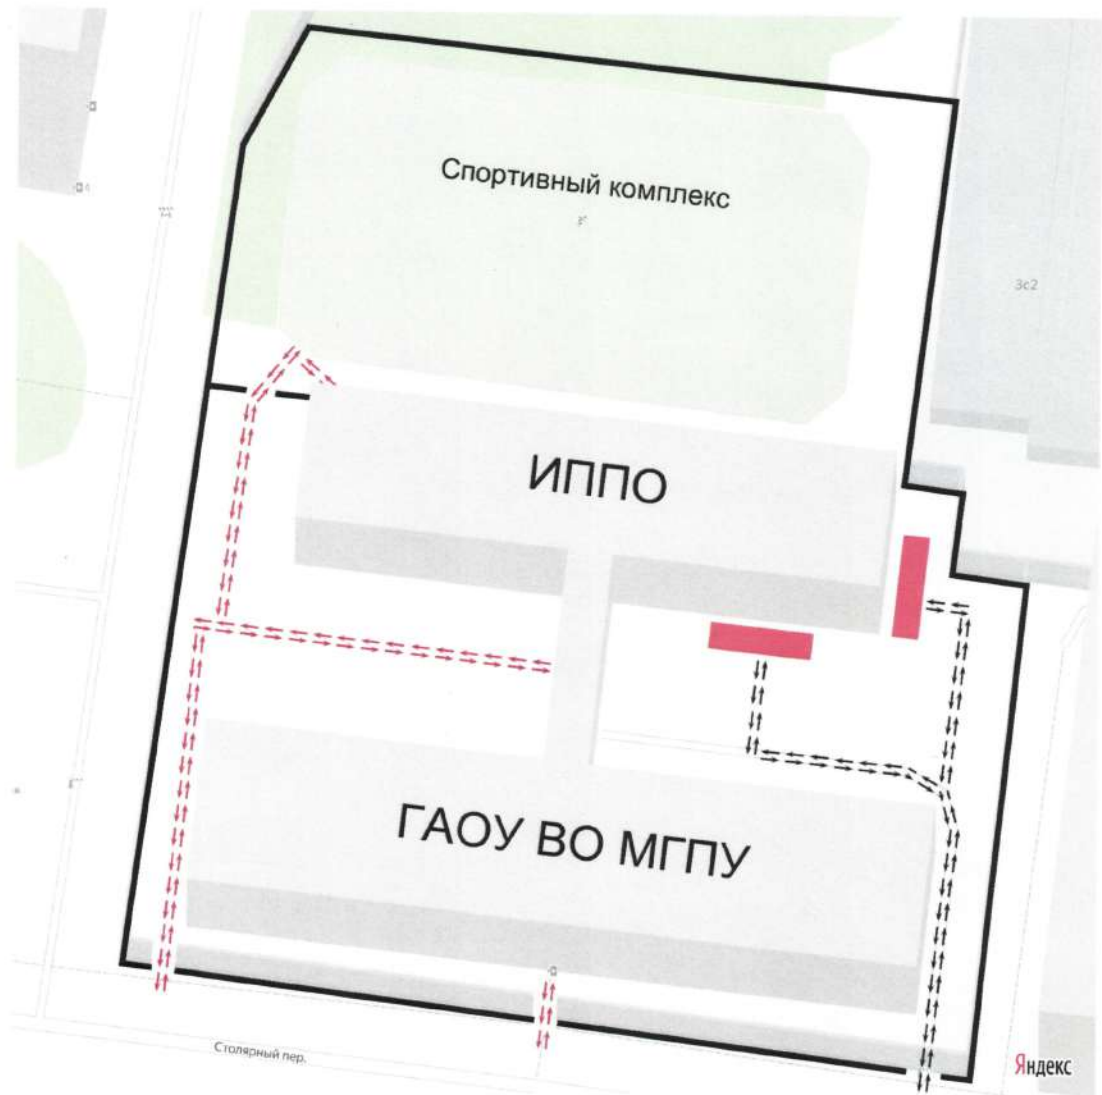 Спортивный комплекс
3с2
ИППО
ГАОУ ВО МГПУ
Столярный пер.
Яндекс